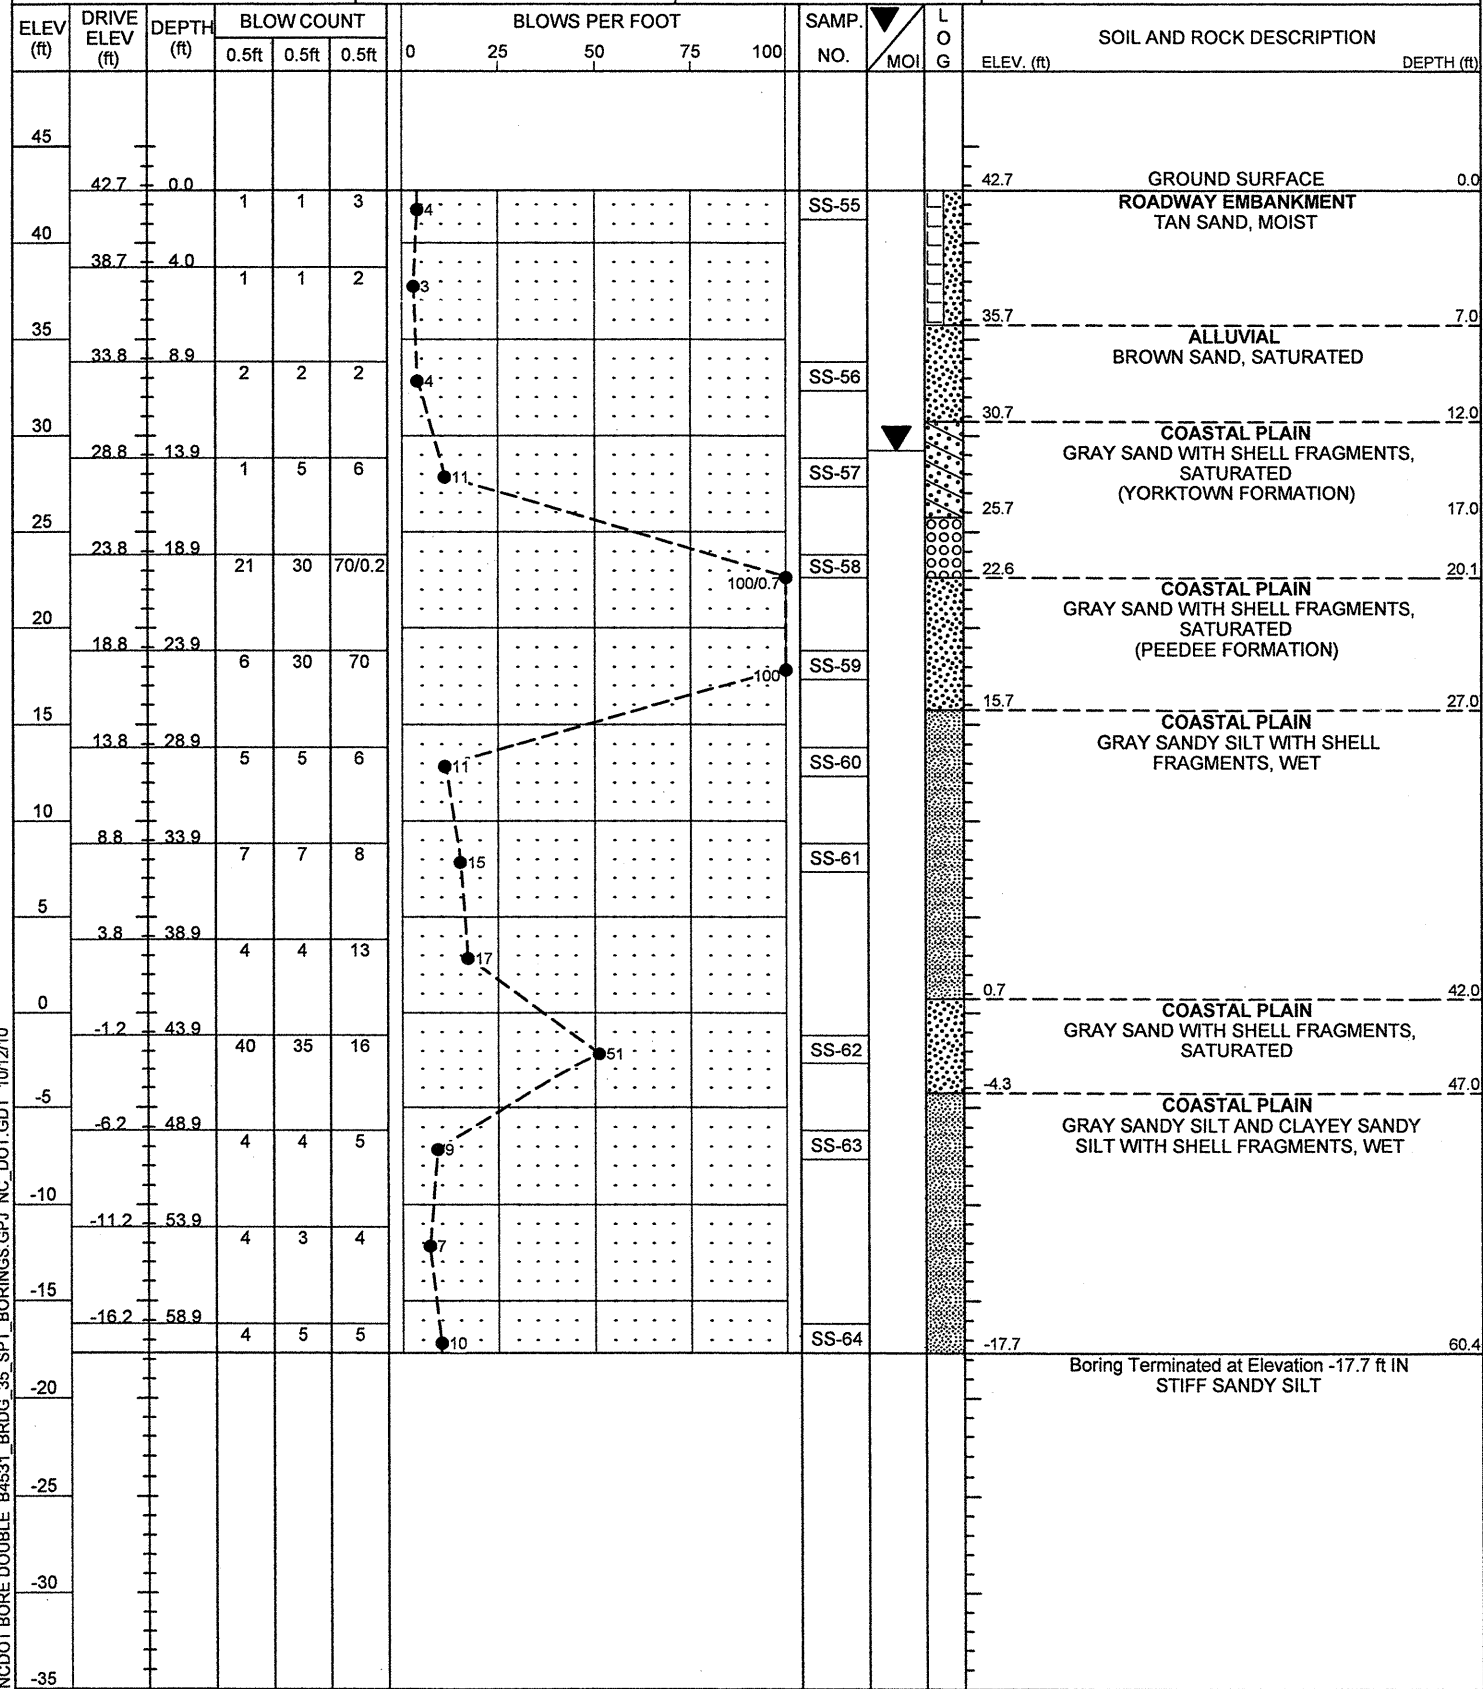 ELEV (ft) DRIVE ELEV (ft) DEPTH (ft) BLOW COUNT BLOWS PER FOOT SAMP. NO. MOI LOG SOIL AND ROCK DESCRIPTION
0.5ft 0.5ft 0.5ft 0 25 50 75 100 ELEV. (ft) DEPTH (ft)
45
42.7 0.0 42.7 GROUND SURFACE 0.0
1 1 3 4 SS-55 ROADWAY EMBANKMENT
TAN SAND, MOIST
40
38.7 4.0
1 1 2 3
35.7 7.0
35 ALLUVIAL
33.8 8.9 BROWN SAND, SATURATED
2 2 2 4 SS-56
30.7 12.0
30 COASTAL PLAIN
28.8 13.9 GRAY SAND WITH SHELL FRAGMENTS,
1 5 6 11 SS-57 SATURATED
(YORKTOWN FORMATION)
25 25.7 17.0
23.8 18.9
21 30 70/0.2 100/0.7 SS-58
22.6 20.1
COASTAL PLAIN
20 GRAY SAND WITH SHELL FRAGMENTS,
SATURATED
18.8 23.9 (PEEDEE FORMATION)
6 30 70 100 SS-59
15.7 27.0
15 COASTAL PLAIN
13.8 28.9 GRAY SANDY SILT WITH SHELL
5 5 6 11 SS-60 FRAGMENTS, WET
10
8.8 33.9
7 7 8 15 SS-61
5
3.8 38.9
4 4 13 17
0 0.7 42.0
COASTAL PLAIN
-1.2 43.9 GRAY SAND WITH SHELL FRAGMENTS,
40 35 16 51 SS-62 SATURATED
-4.3 47.0
-5 COASTAL PLAIN
-6.2 48.9 GRAY SANDY SILT AND CLAYEY SANDY
4 4 5 9 SS-63 SILT WITH SHELL FRAGMENTS, WET
-10
-11.2 53.9
4 3 4 7
-15
-16.2 58.9
4 5 5 10 SS-64
-17.7 60.4
Boring Terminated at Elevation -17.7 ft IN
STIFF SANDY SILT
-20
-25
-30
-35
NCDOT BORE DOUBLE B4531_BRDG_35_SPT_BORINGS.GPJ NC_DOT.GDT 10/12/10